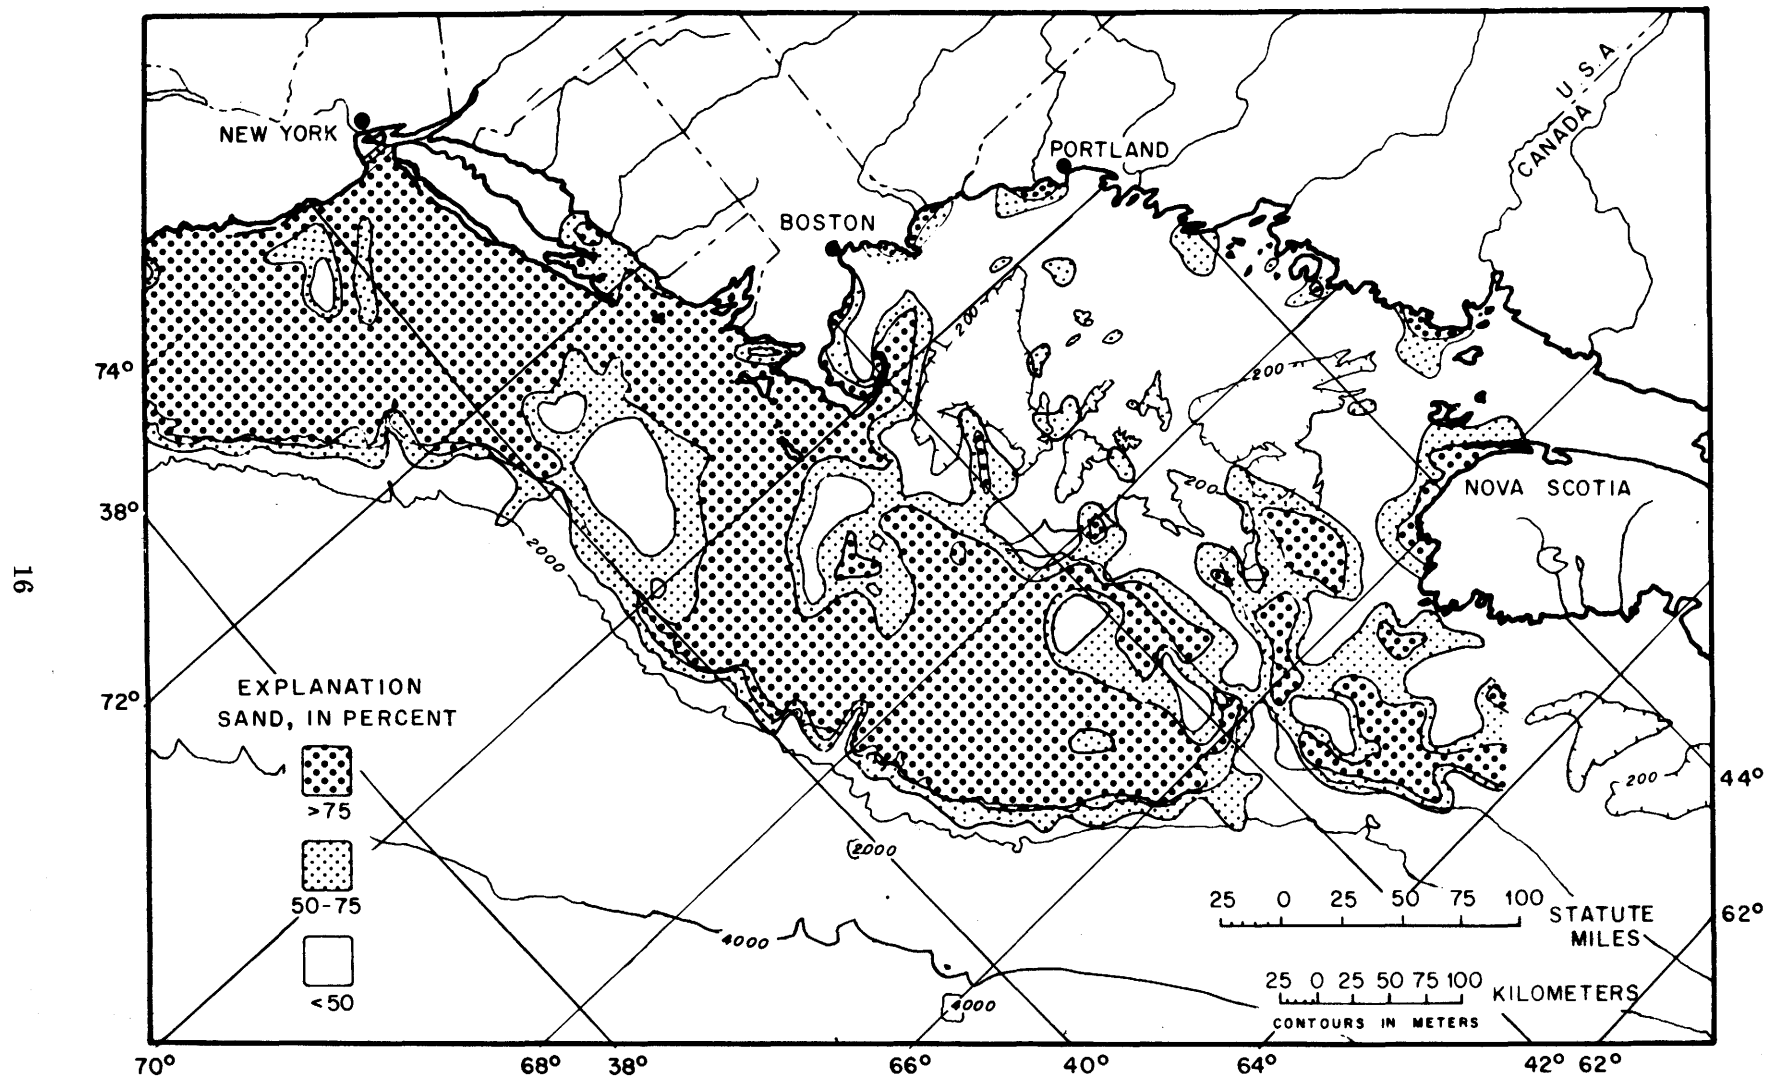 U.S.A
CANADA
NEW YORK
PORTLAND
BOSTON
200
74°
200
200
NOVA SCOTIA
38°
2000
16
EXPLANATION
SAND, IN PERCENT
72°
>75
200
44°
2000
50-75
25 0 25 50 75 100
STATUTE
MILES
62°
4000
<50
25 0 25 50 75 100
KILOMETERS
4000
CONTOURS IN METERS
70°
68°
38°
66°
40°
64°
42°
62°